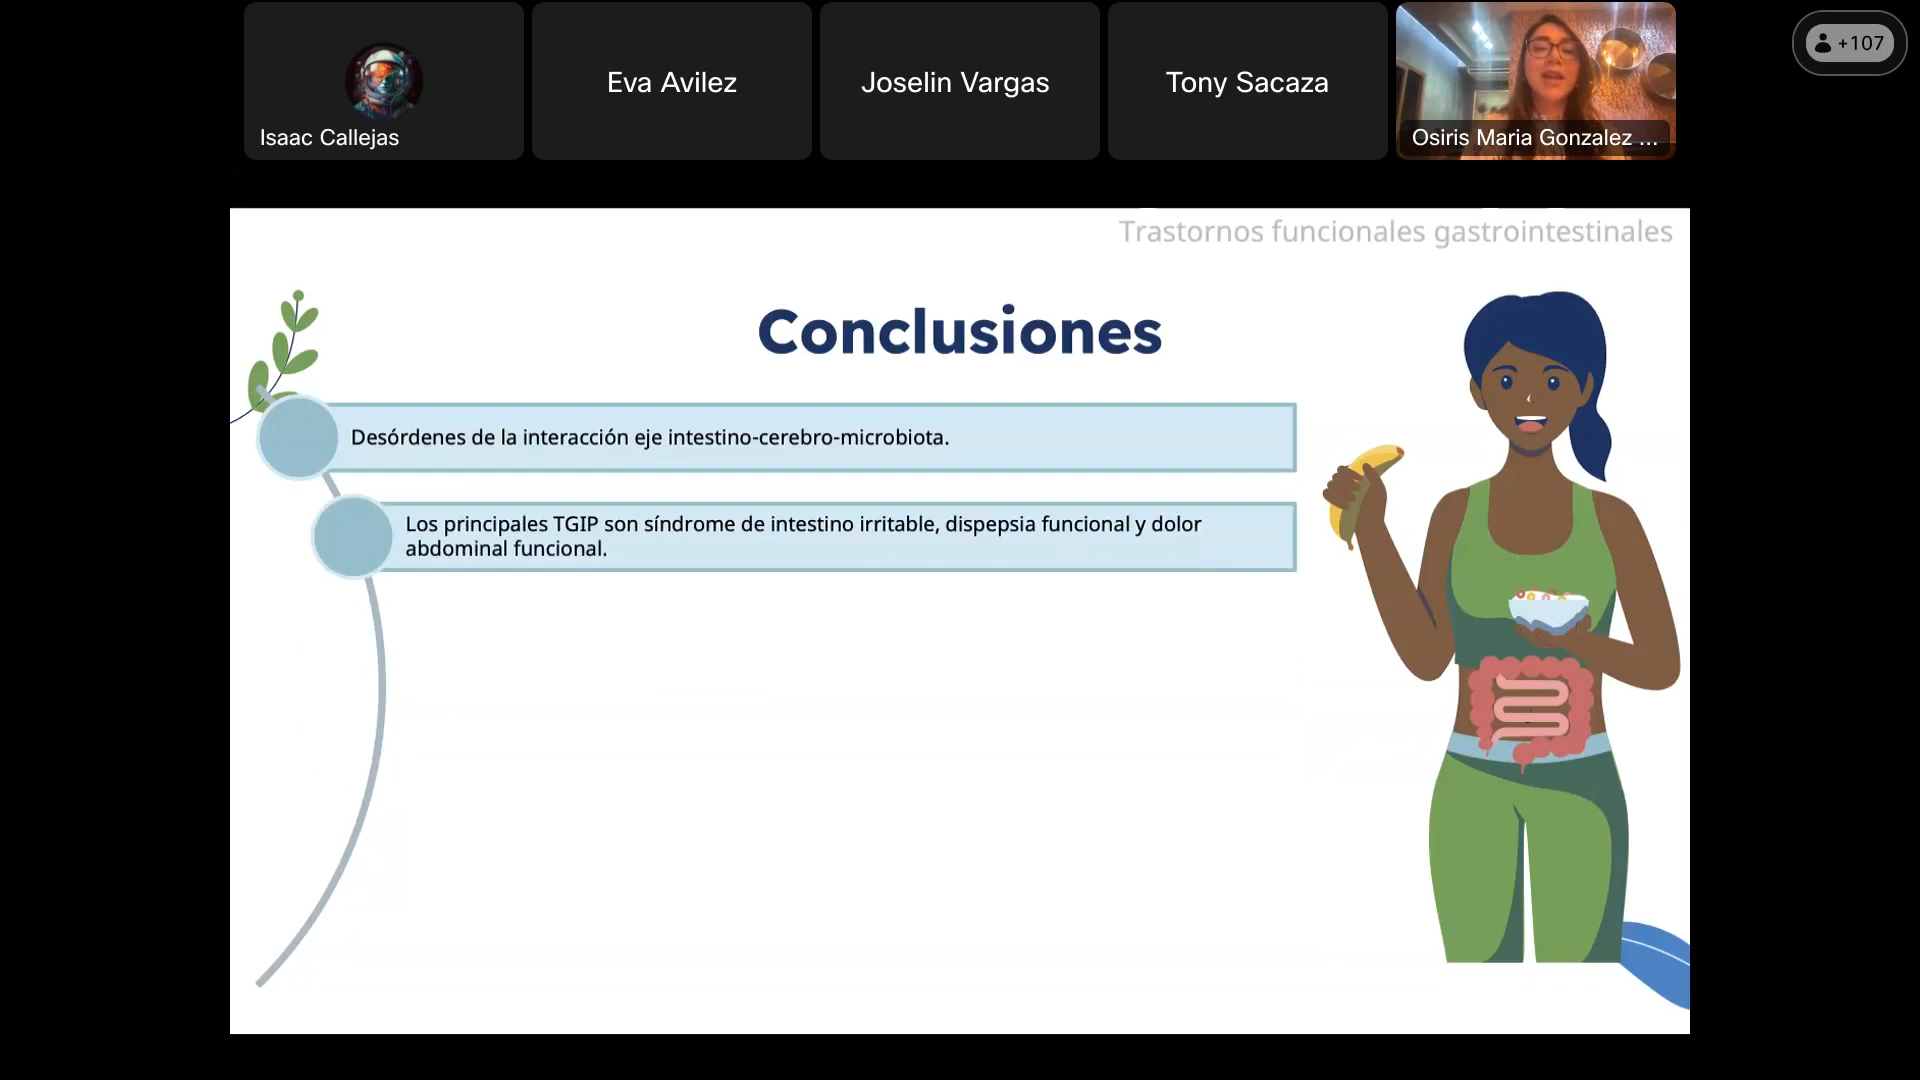 Isaac Callejas
Eva Avilez
Joselin Vargas
Tony Sacaza
Osiris Maria Gonzalez ...
+107
Trastornos funcionales gastrointestinales
Conclusiones
Desórdenes de la interacción eje intestino-cerebro-microbiota.
Los principales TGIP son síndrome de intestino irritable, dispepsia funcional y dolor
abdominal funcional.